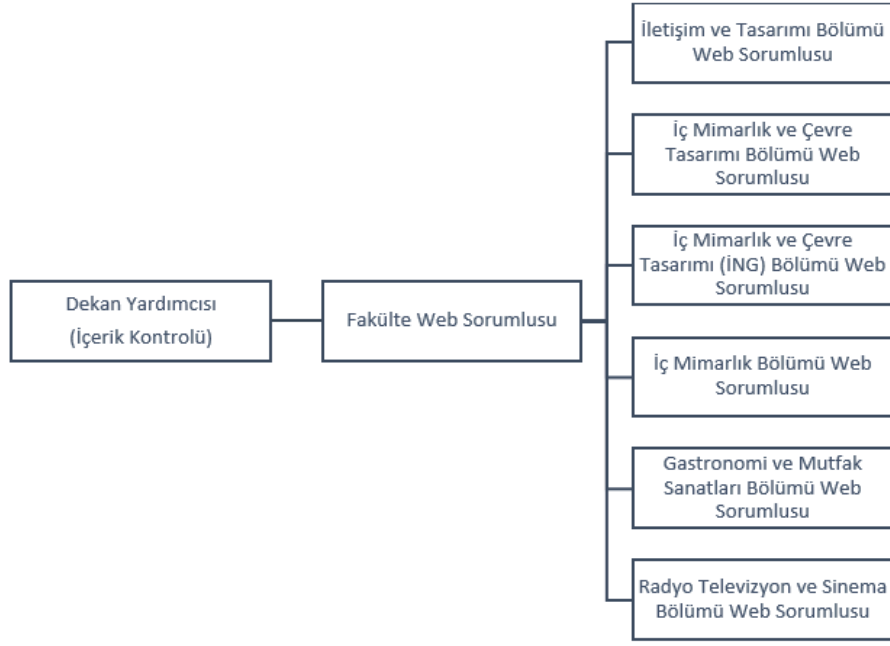 Dekan Yardımcısı
(İçerik Kontrolü)
Fakülte Web Sorumlusu
İletişim ve Tasarımı Bölümü
Web Sorumlusu
İç Mimarlık ve Çevre
Tasarımı Bölümü Web
Sorumlusu
İç Mimarlık ve Çevre
Tasarımı (İNG) Bölümü Web
Sorumlusu
İç Mimarlık Bölümü Web
Sorumlusu
Gastronomi ve Mutfak
Sanatları Bölümü Web
Sorumlusu
Radyo Televizyon ve Sinema
Bölümü Web Sorumlusu